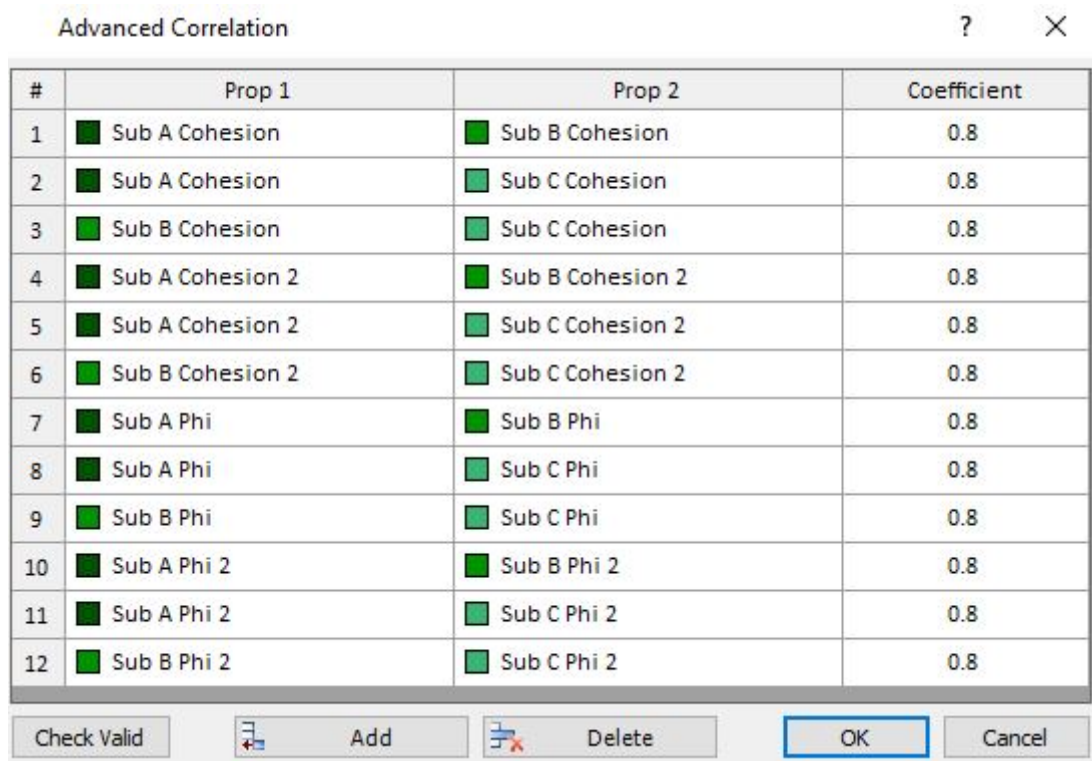 Advanced Correlation ?
# Prop 1 Prop 2 Coefficient
1 Sub A Cohesion Sub B Cohesion 0.8
2 Sub A Cohesion Sub C Cohesion 0.8
3 Sub B Cohesion Sub C Cohesion 0.8
4 Sub A Cohesion 2 Sub B Cohesion 2 0.8
5 Sub A Cohesion 2 Sub C Cohesion 2 0.8
6 Sub B Cohesion 2 Sub C Cohesion 2 0.8
7 Sub A Phi Sub B Phi 0.8
8 Sub A Phi Sub C Phi 0.8
9 Sub B Phi Sub C Phi 0.8
10 Sub A Phi 2 Sub B Phi 2 0.8
11 Sub A Phi 2 Sub C Phi 2 0.8
12 Sub B Phi 2 Sub C Phi 2 0.8
Check Valid Add Delete OK Cancel